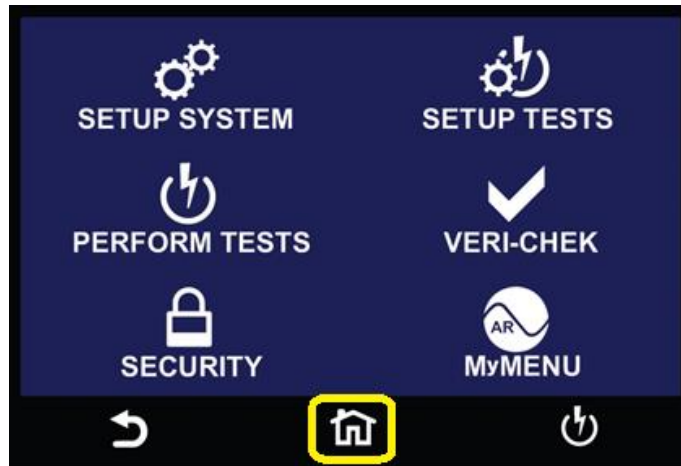 SETUP SYSTEM
SETUP TESTS
PERFORM TESTS
VERI-CHEK
SECURITY
AR
MyMENU